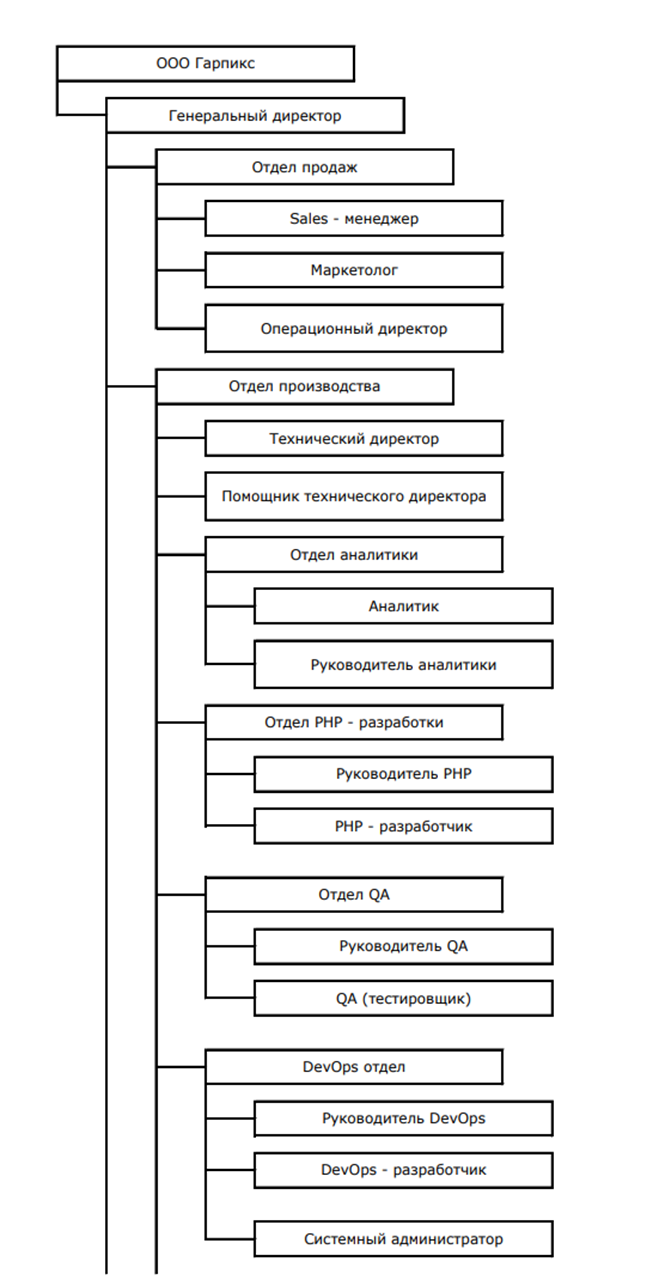 ООО Гарпикс
Генеральный директор
Отдел продаж
Sales - менеджер
Маркетолог
Операционный директор
Отдел производства
Технический директор
Помощник технического директора
Отдел аналитики
Аналитик
Руководитель аналитики
Отдел PHP - разработки
Руководитель PHP
PHP - разработчик
Отдел QA
Руководитель QA
QA (тестировщик)
DevOps отдел
Руководитель DevOps
DevOps - разработчик
Системный администратор